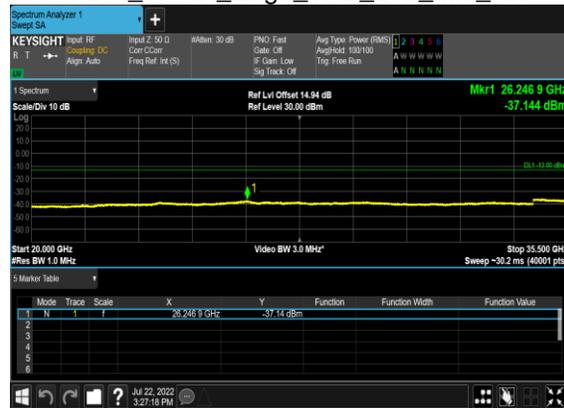 Spectrum Analyzer 1
Swept SA
+
KEYSIGHT Input: RF Input Z: 50 Ω #Atten: 30 dB PNO: Fast Avg Type: Power (RMS) 1 2 3 4 5 6
R T Coupling: DC Corr CCorr Gate: Off Avg|Hold: 100/100 A W W W W W
Align: Auto Freq Ref: Int (S) IF Gain: Low Trig: Free Run
LV Sig Track: Off A N N N N N
1 Spectrum Ref Lvl Offset 14.94 dB Mkr1 26.246 9 GHz
Scale/Div 10 dB Ref Level 30.00 dBm -37.144 dBm
Log
20.0
10.0
0.00
-10.0 DL1 -13.00 dBm
-20.0
-30.0 1
-40.0
-50.0
-60.0
Start 20.000 GHz Video BW 3.0 MHz* Stop 35.500 GHz
#Res BW 1.0 MHz Sweep ~30.2 ms (40001 pts)
5 Marker Table
Mode Trace Scale X Y Function Function Width Function Value
1 N 1 f 26.246 9 GHz -37.14 dBm
2
3
4
5
6
? Jul 22, 2022
3:27:18 PM